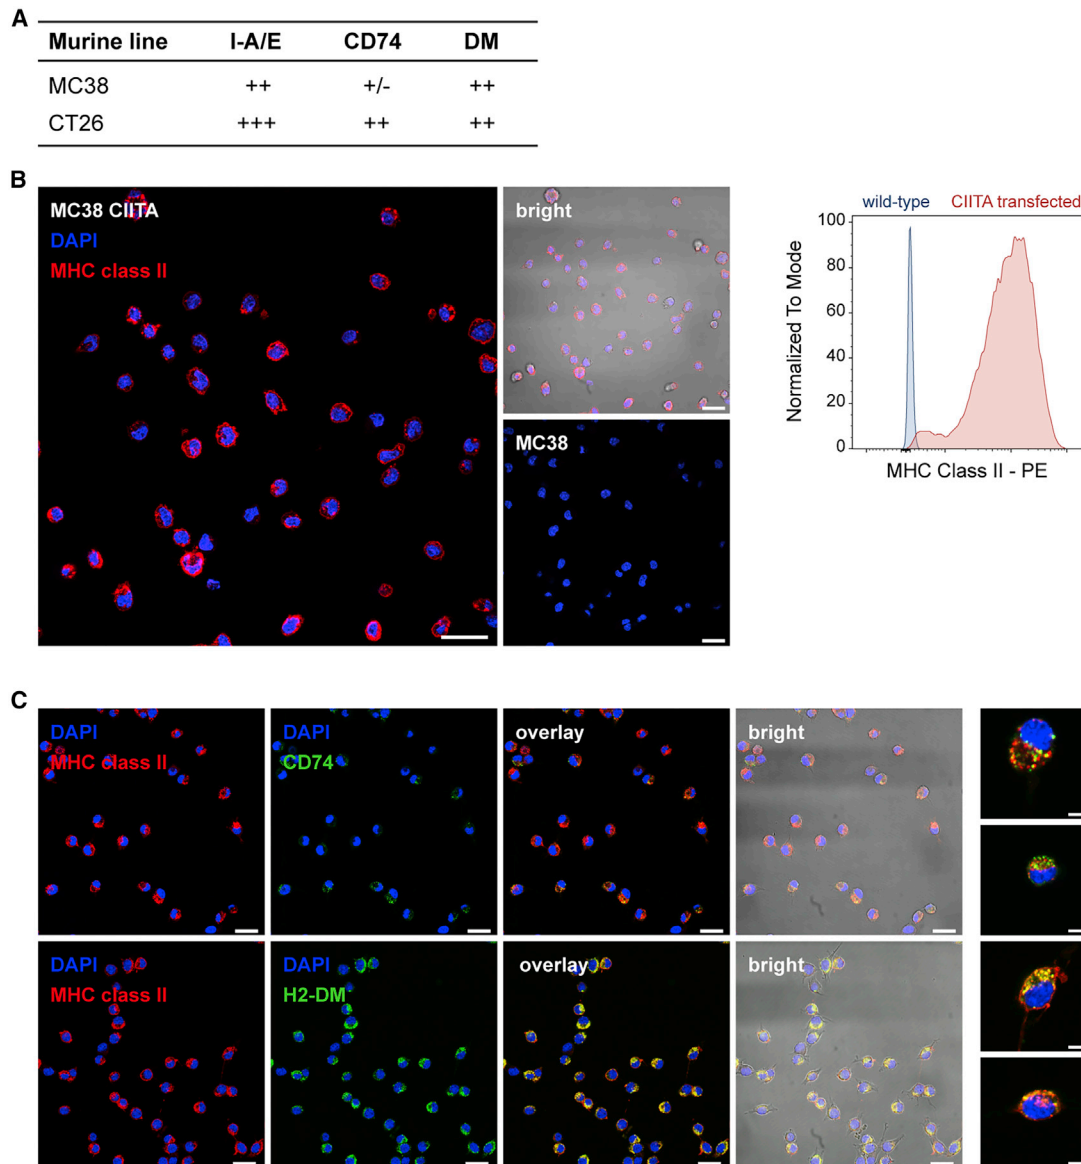 A
Murine line I-A/E CD74 DM
MC38 ++ +/- ++
CT26 +++ ++ ++
B
MC38 CIITA
DAPI
MHC class II
bright
MC38
wild-type CIITA transfected
100
80
60
40
20
0
Normalized To Mode
MHC Class II - PE
C
DAPI
MHC class II
DAPI
CD74
overlay
bright
DAPI
MHC class II
DAPI
H2-DM
overlay
bright